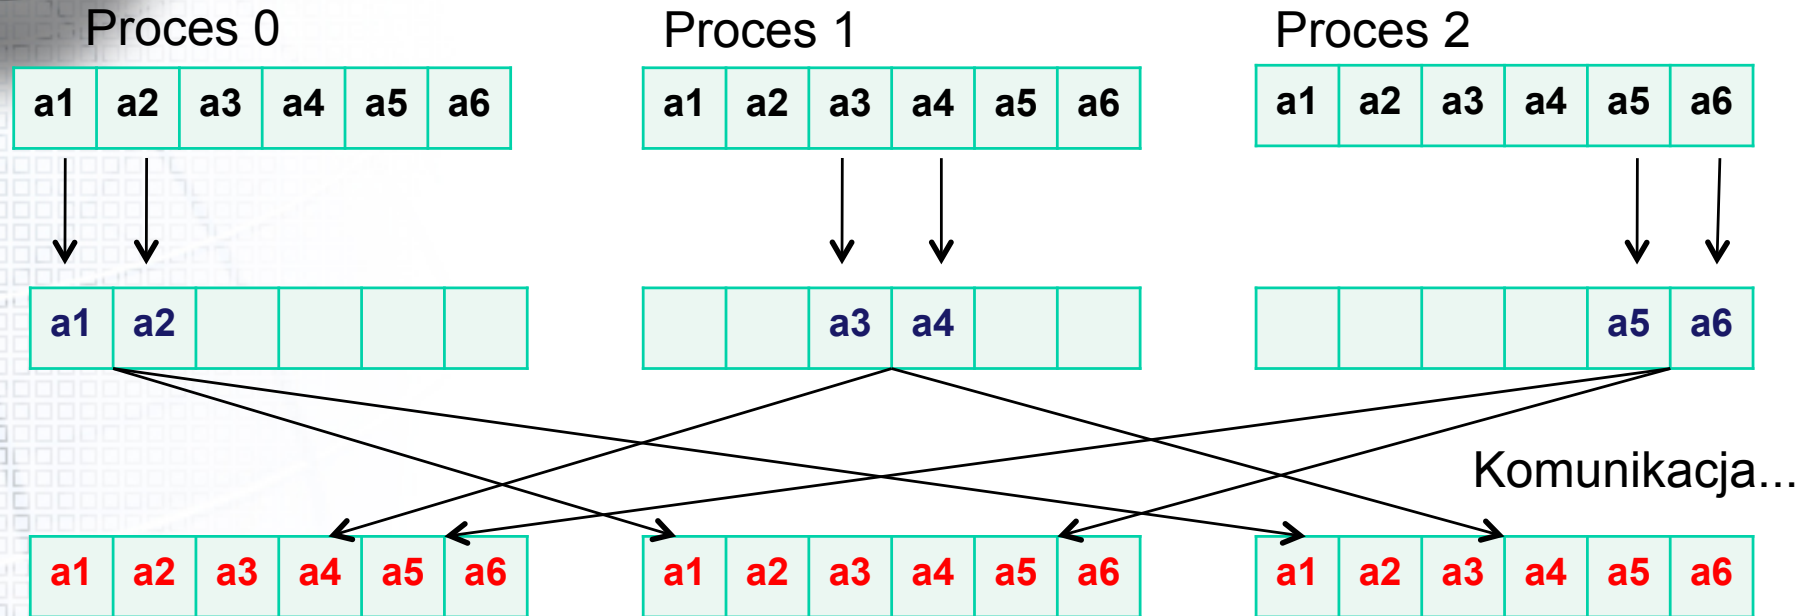 Proces 0 Proces 1 Proces 2
a1 a2 a3 a4 a5 a6 a1 a2 a3 a4 a5 a6 a1 a2 a3 a4 a5 a6
a1 a2 a3 a4 a5 a6
Komunikacja...
a1 a2 a3 a4 a5 a6 a1 a2 a3 a4 a5 a6 a1 a2 a3 a4 a5 a6